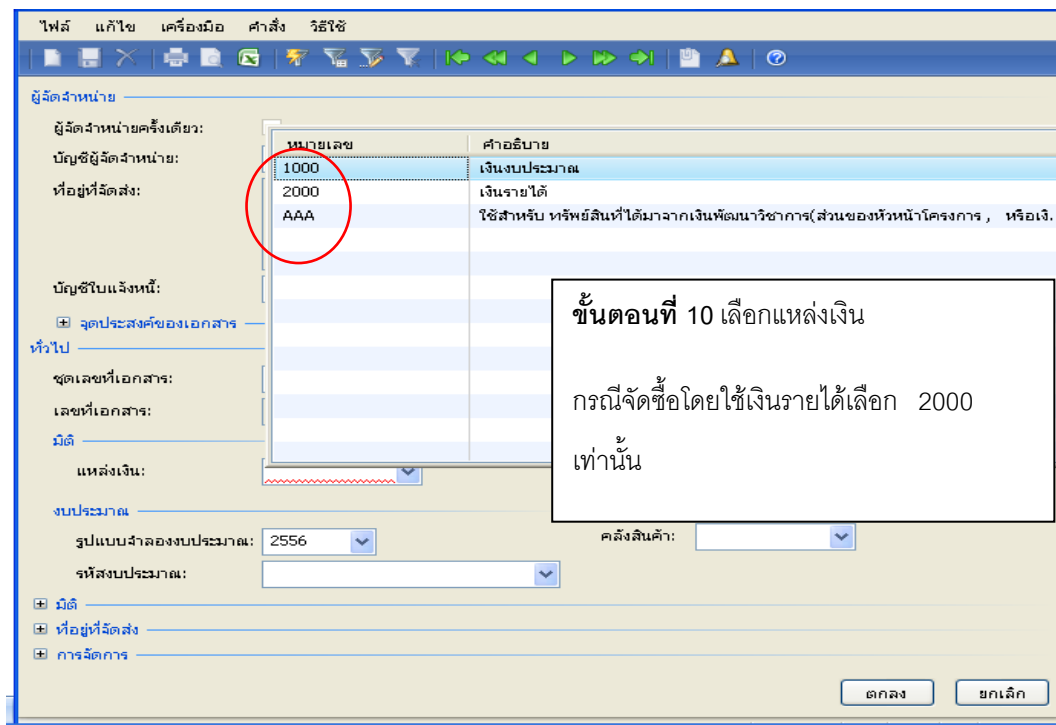 ไฟล์ แก้ไข เครื่องมือ คำสั่ง วิธีใช้
ผู้จัดจำหน่าย
ผู้จัดจำหน่ายครั้งเดียว:
บัญชีผู้จัดจำหน่าย:
ที่อยู่ที่จัดส่ง:
หมายเลข คำอธิบาย
1000 เงินงบประมาณ
2000 เงินรายได้
AAA ใช้สำหรับ ทรัพย์สินที่ได้มาจากเงินพัฒนาวิชาการ(ส่วนของหัวหน้าโครงการ , หรือเงิ.
บัญชีใบแจ้งหนี้:
จุดประสงค์ของเอกสาร
ทั่วไป
ชุดเลขที่เอกสาร:
เลขที่เอกสาร:
มิติ
แหล่งเงิน:
ขั้นตอนที่ 10 เลือกแหล่งเงิน
กรณีจัดซื้อโดยใช้เงินรายได้เลือก 2000
เท่านั้น
งบประมาณ
รูปแบบจำลองงบประมาณ: 2556 คลังสินค้า:
รหัสงบประมาณ:
มิติ
ที่อยู่ที่จัดส่ง
การจัดการ
ตกลง ยกเลิก